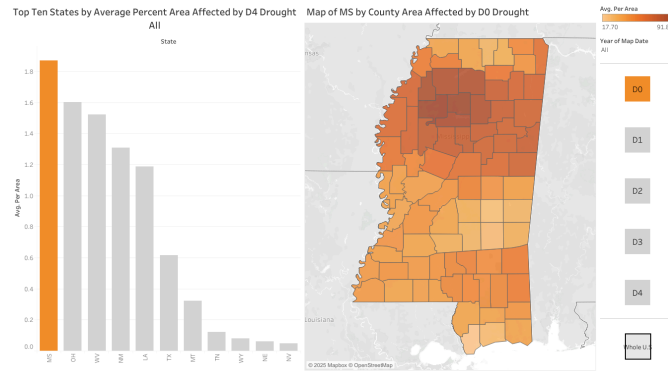 Top Ten States by Average Percent Area Affected by D4 Drought
All
State
Avg. Per Area
1.8
1.6
1.4
1.2
1.0
0.8
0.6
0.4
0.2
0.0
MS
OH
WV
NM
LA
TX
MT
TN
WY
NE
NV
Map of MS by County Area Affected by D0 Drought
Louisiana
© 2025 Mapbox © OpenStreetMap
Avg. Per Area
17.70
91.8
Year of Map Date
All
D0
D1
D2
D3
D4
Whole U.S